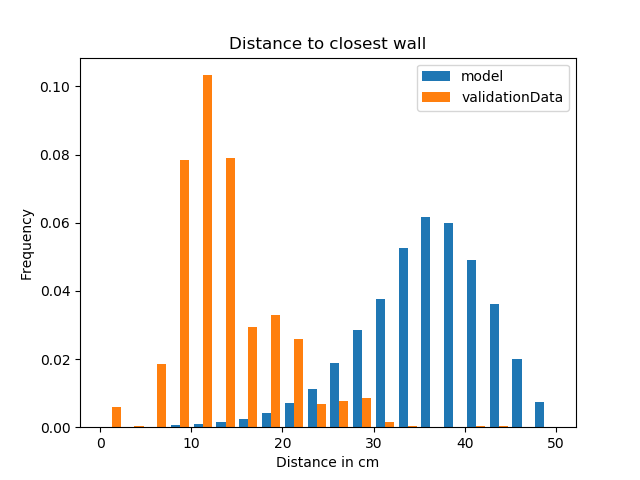 Distance to closest wall
model
validationData
Frequency
0.10
0.08
0.06
0.04
0.02
0.00
0 10 20 30 40 50
Distance in cm